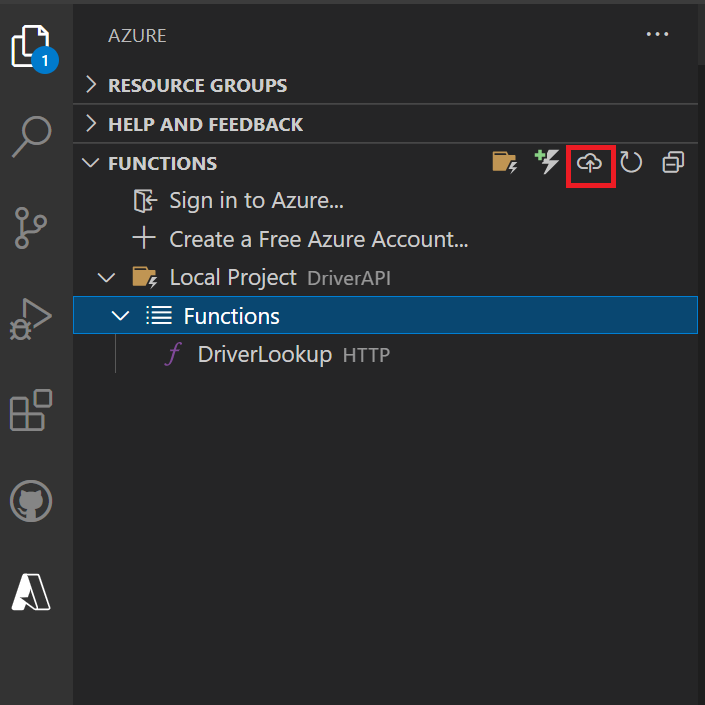 AZURE
1
RESOURCE GROUPS
HELP AND FEEDBACK
FUNCTIONS
Sign in to Azure...
Create a Free Azure Account...
Local Project DriverAPI
Functions
DriverLookup HTTP